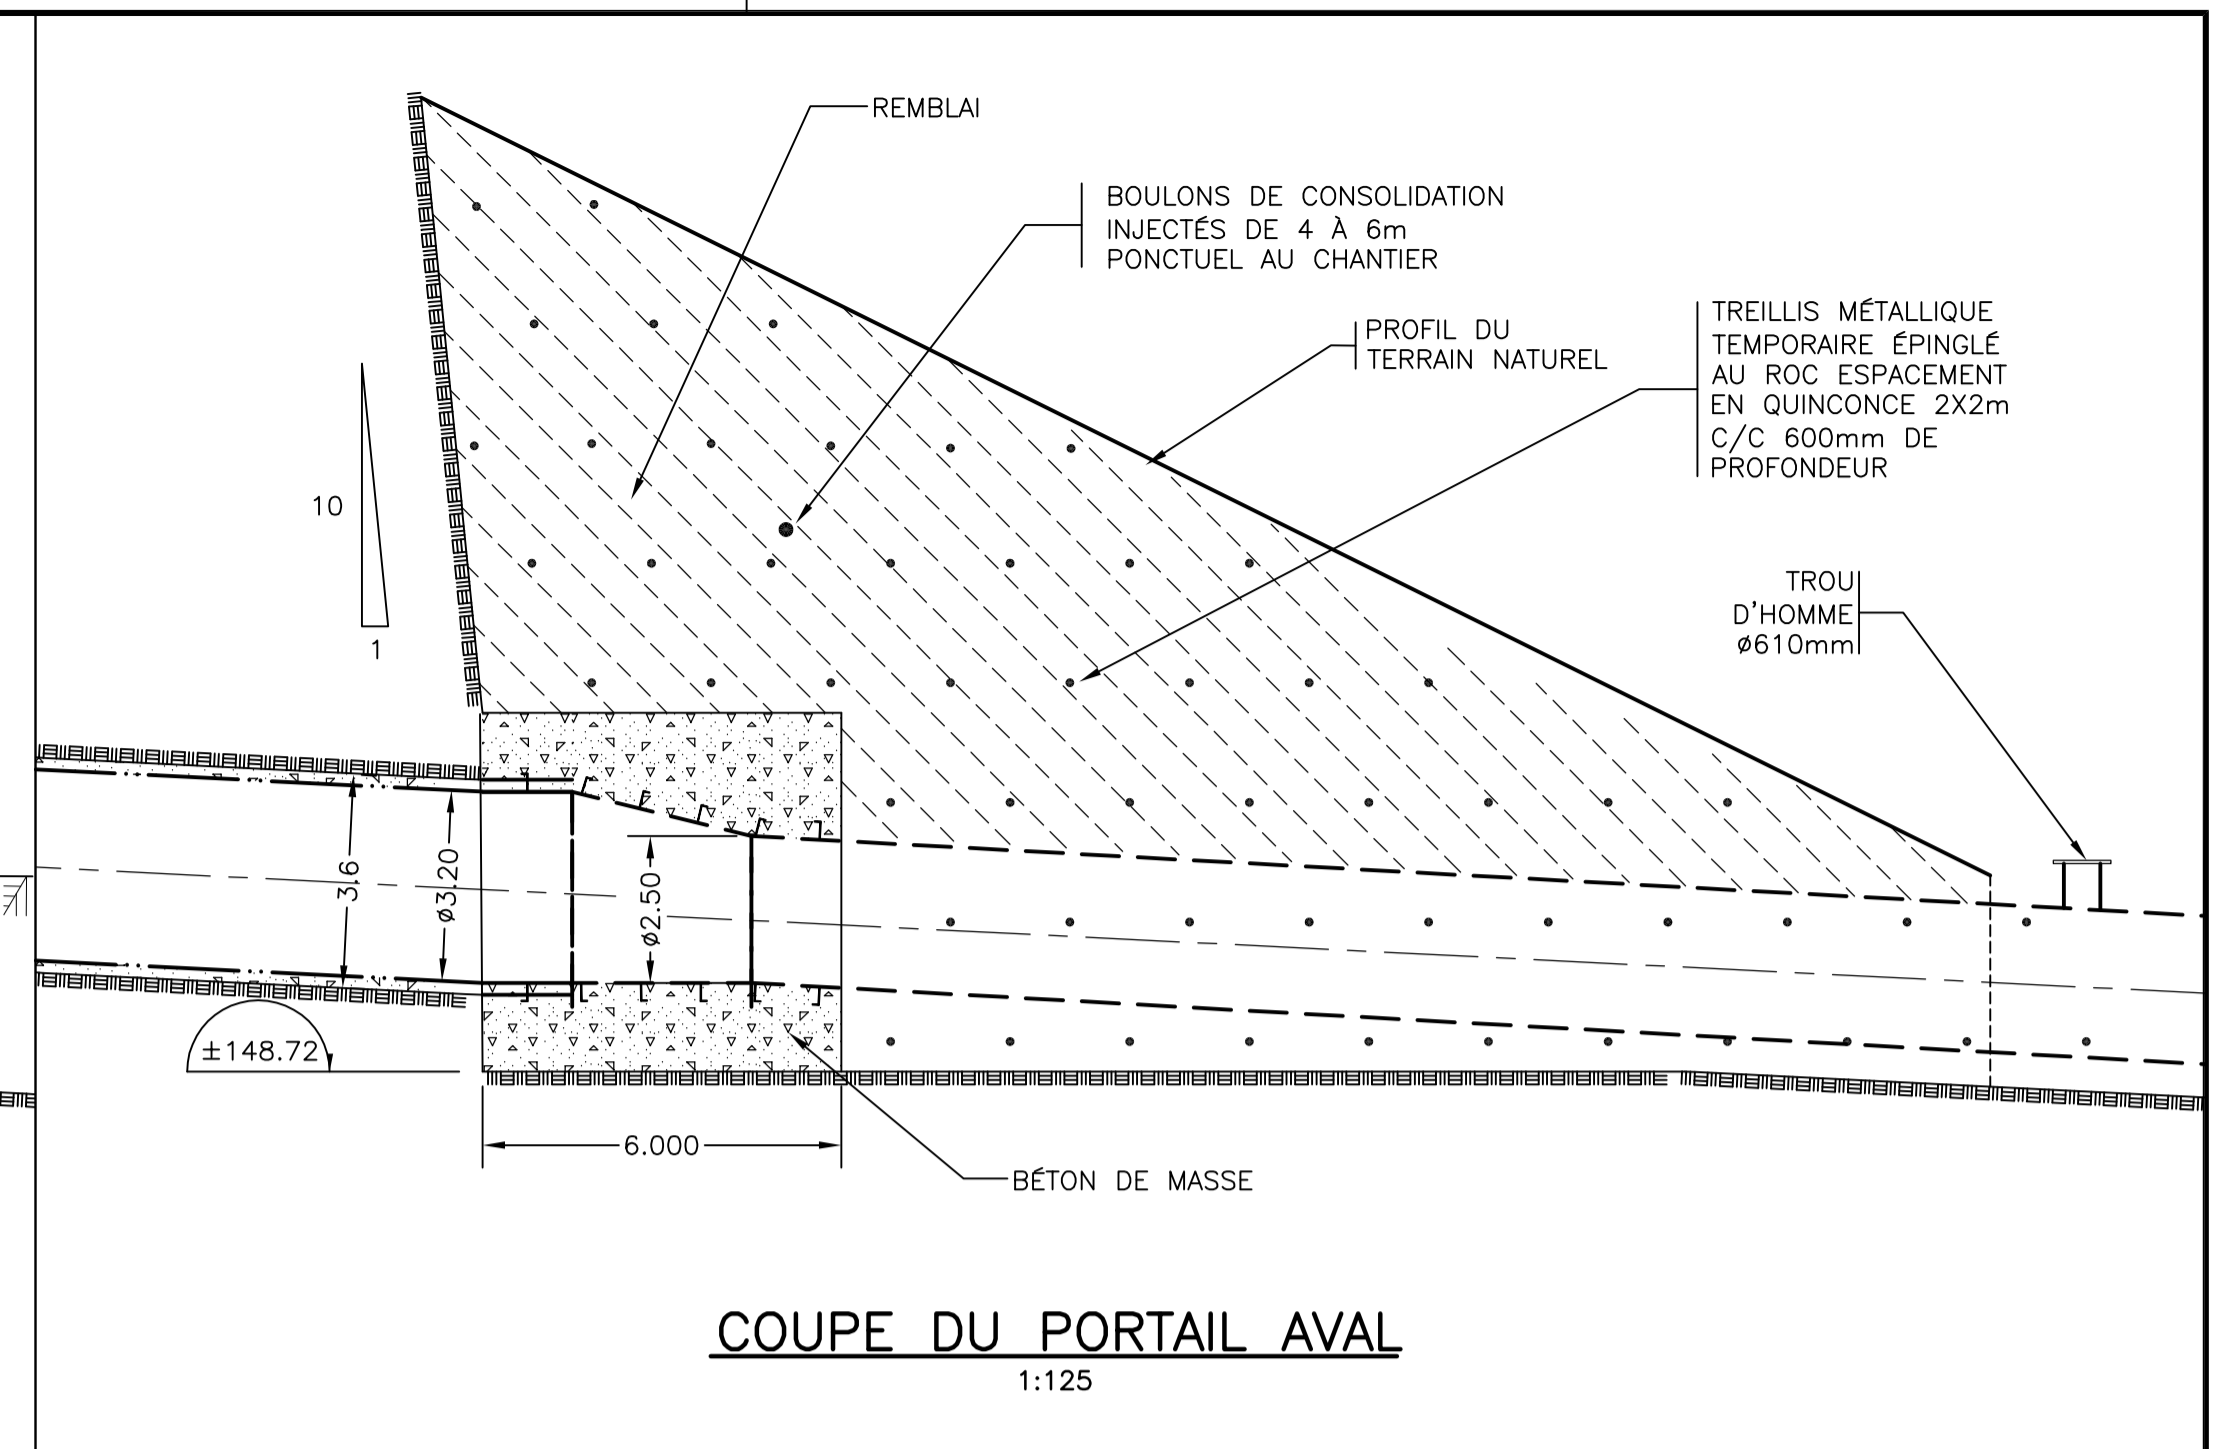 REMBLAI
BOULONS DE CONSOLIDATION
INJECTÉS DE 4 À 6m
PONCTUEL AU CHANTIER
PROFIL DU
TERRAIN NATUREL
TREILLIS MÉTALLIQUE
TEMPORAIRE ÉPINGLÉ
AU ROC ESPACEMENT
EN QUINCONCE 2X2m
C/C 600mm DE
PROFONDEUR
10
1
TROU
D'HOMME
ø610mm
3.6
ø3.20
ø2.50
±148.72
6.000
BÉTON DE MASSE
COUPE DU PORTAIL AVAL
1:125